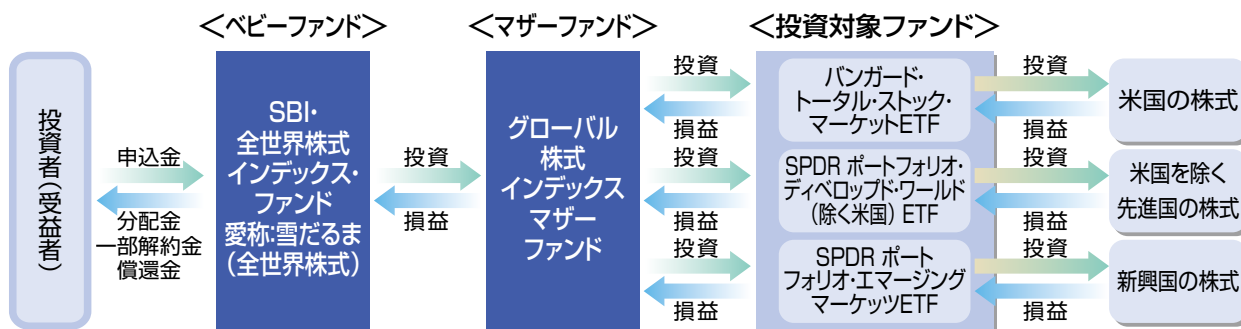 <ベビーファンド>
<マザーファンド>
<投資対象ファンド>
投資者(受益者)
申込金
分配金
一部解約金
償還金
SBI・
全世界株式
インデックス・
ファンド
愛称:雪だるま
(全世界株式)
投資
損益
グローバル
株式
インデックス
マザー
ファンド
投資
損益
バンガード・
トータル・ストック・
マーケットETF
投資
損益
米国の株式
投資
損益
SPDR ポートフォリオ・
ディベロップド・ワールド
(除く米国) ETF
投資
損益
米国を除く
先進国の株式
投資
損益
SPDR ポート
フォリオ・エマージング
マーケッツETF
投資
損益
新興国の株式